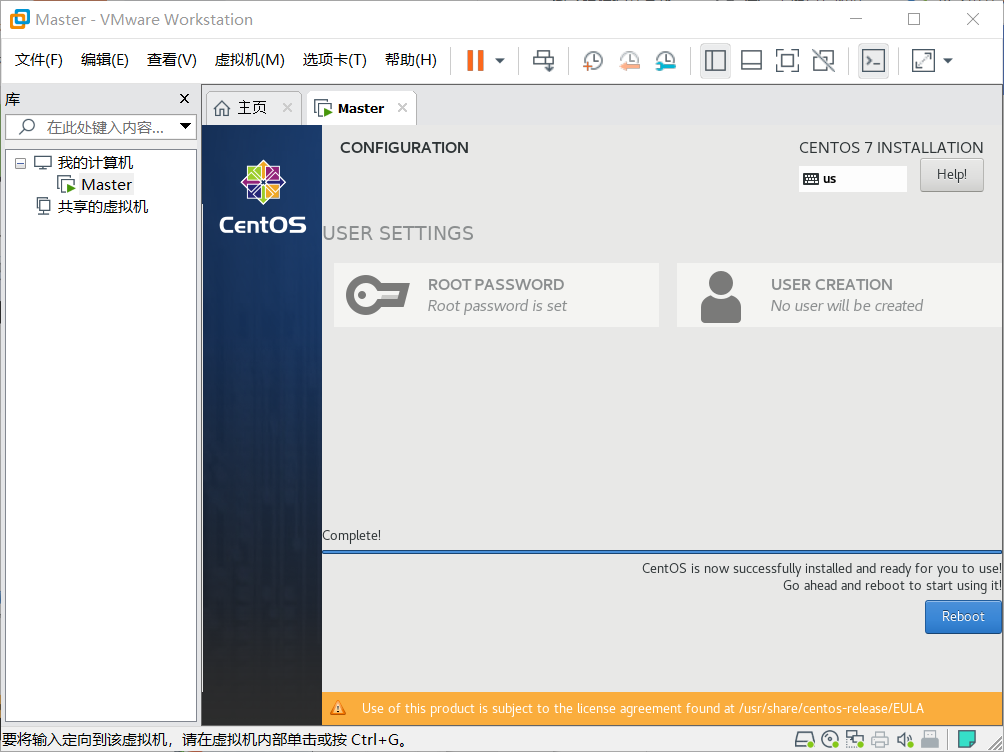 Master - VMware Workstation
文件(F) 编辑(E) 查看(V) 虚拟机(M) 选项卡(T) 帮助(H)
库
在此处键入内容...
我的计算机
Master
共享的虚拟机
主页
Master
CentOS
CONFIGURATION
CENTOS 7 INSTALLATION
us
Help!
USER SETTINGS
ROOT PASSWORD
Root password is set
USER CREATION
No user will be created
Complete!
CentOS is now successfully installed and ready for you to use!
Go ahead and reboot to start using it!
Reboot
Use of this product is subject to the license agreement found at /usr/share/centos-release/EULA
要将输入定向到该虚拟机，请在虚拟机内部单击或按 Ctrl+G。